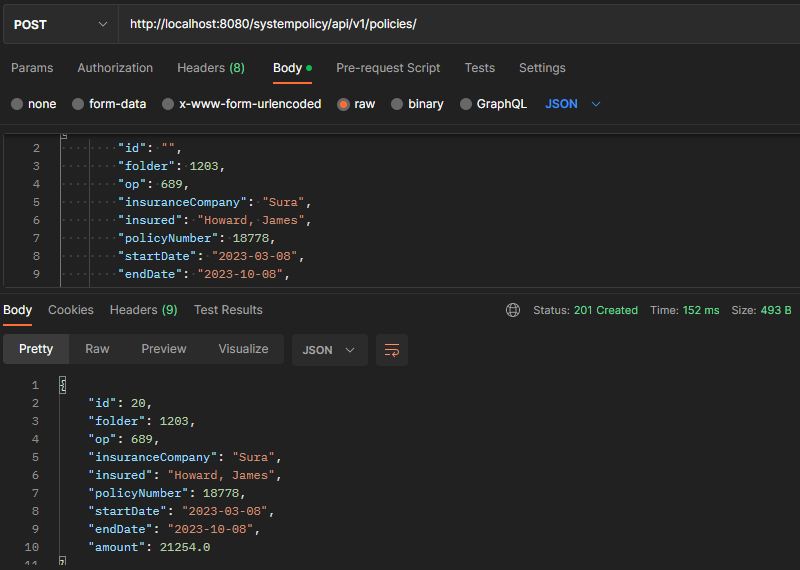 POST http://localhost:8080/systempolicy/api/v1/policies/
Params Authorization Headers (8) Body Pre-request Script Tests Settings
none form-data x-www-form-urlencoded raw binary GraphQL JSON
2 "id": "",
3 "folder": 1203,
4 "op": 689,
5 "insuranceCompany": "Sura",
6 "insured": "Howard, James",
7 "policyNumber": 18778,
8 "startDate": "2023-03-08",
9 "endDate": "2023-10-08",
Body Cookies Headers (9) Test Results Status: 201 Created Time: 152 ms Size: 493 B
Pretty Raw Preview Visualize JSON
1 {
2 "id": 20,
3 "folder": 1203,
4 "op": 689,
5 "insuranceCompany": "Sura",
6 "insured": "Howard, James",
7 "policyNumber": 18778,
8 "startDate": "2023-03-08",
9 "endDate": "2023-10-08",
10 "amount": 21254.0
11 }